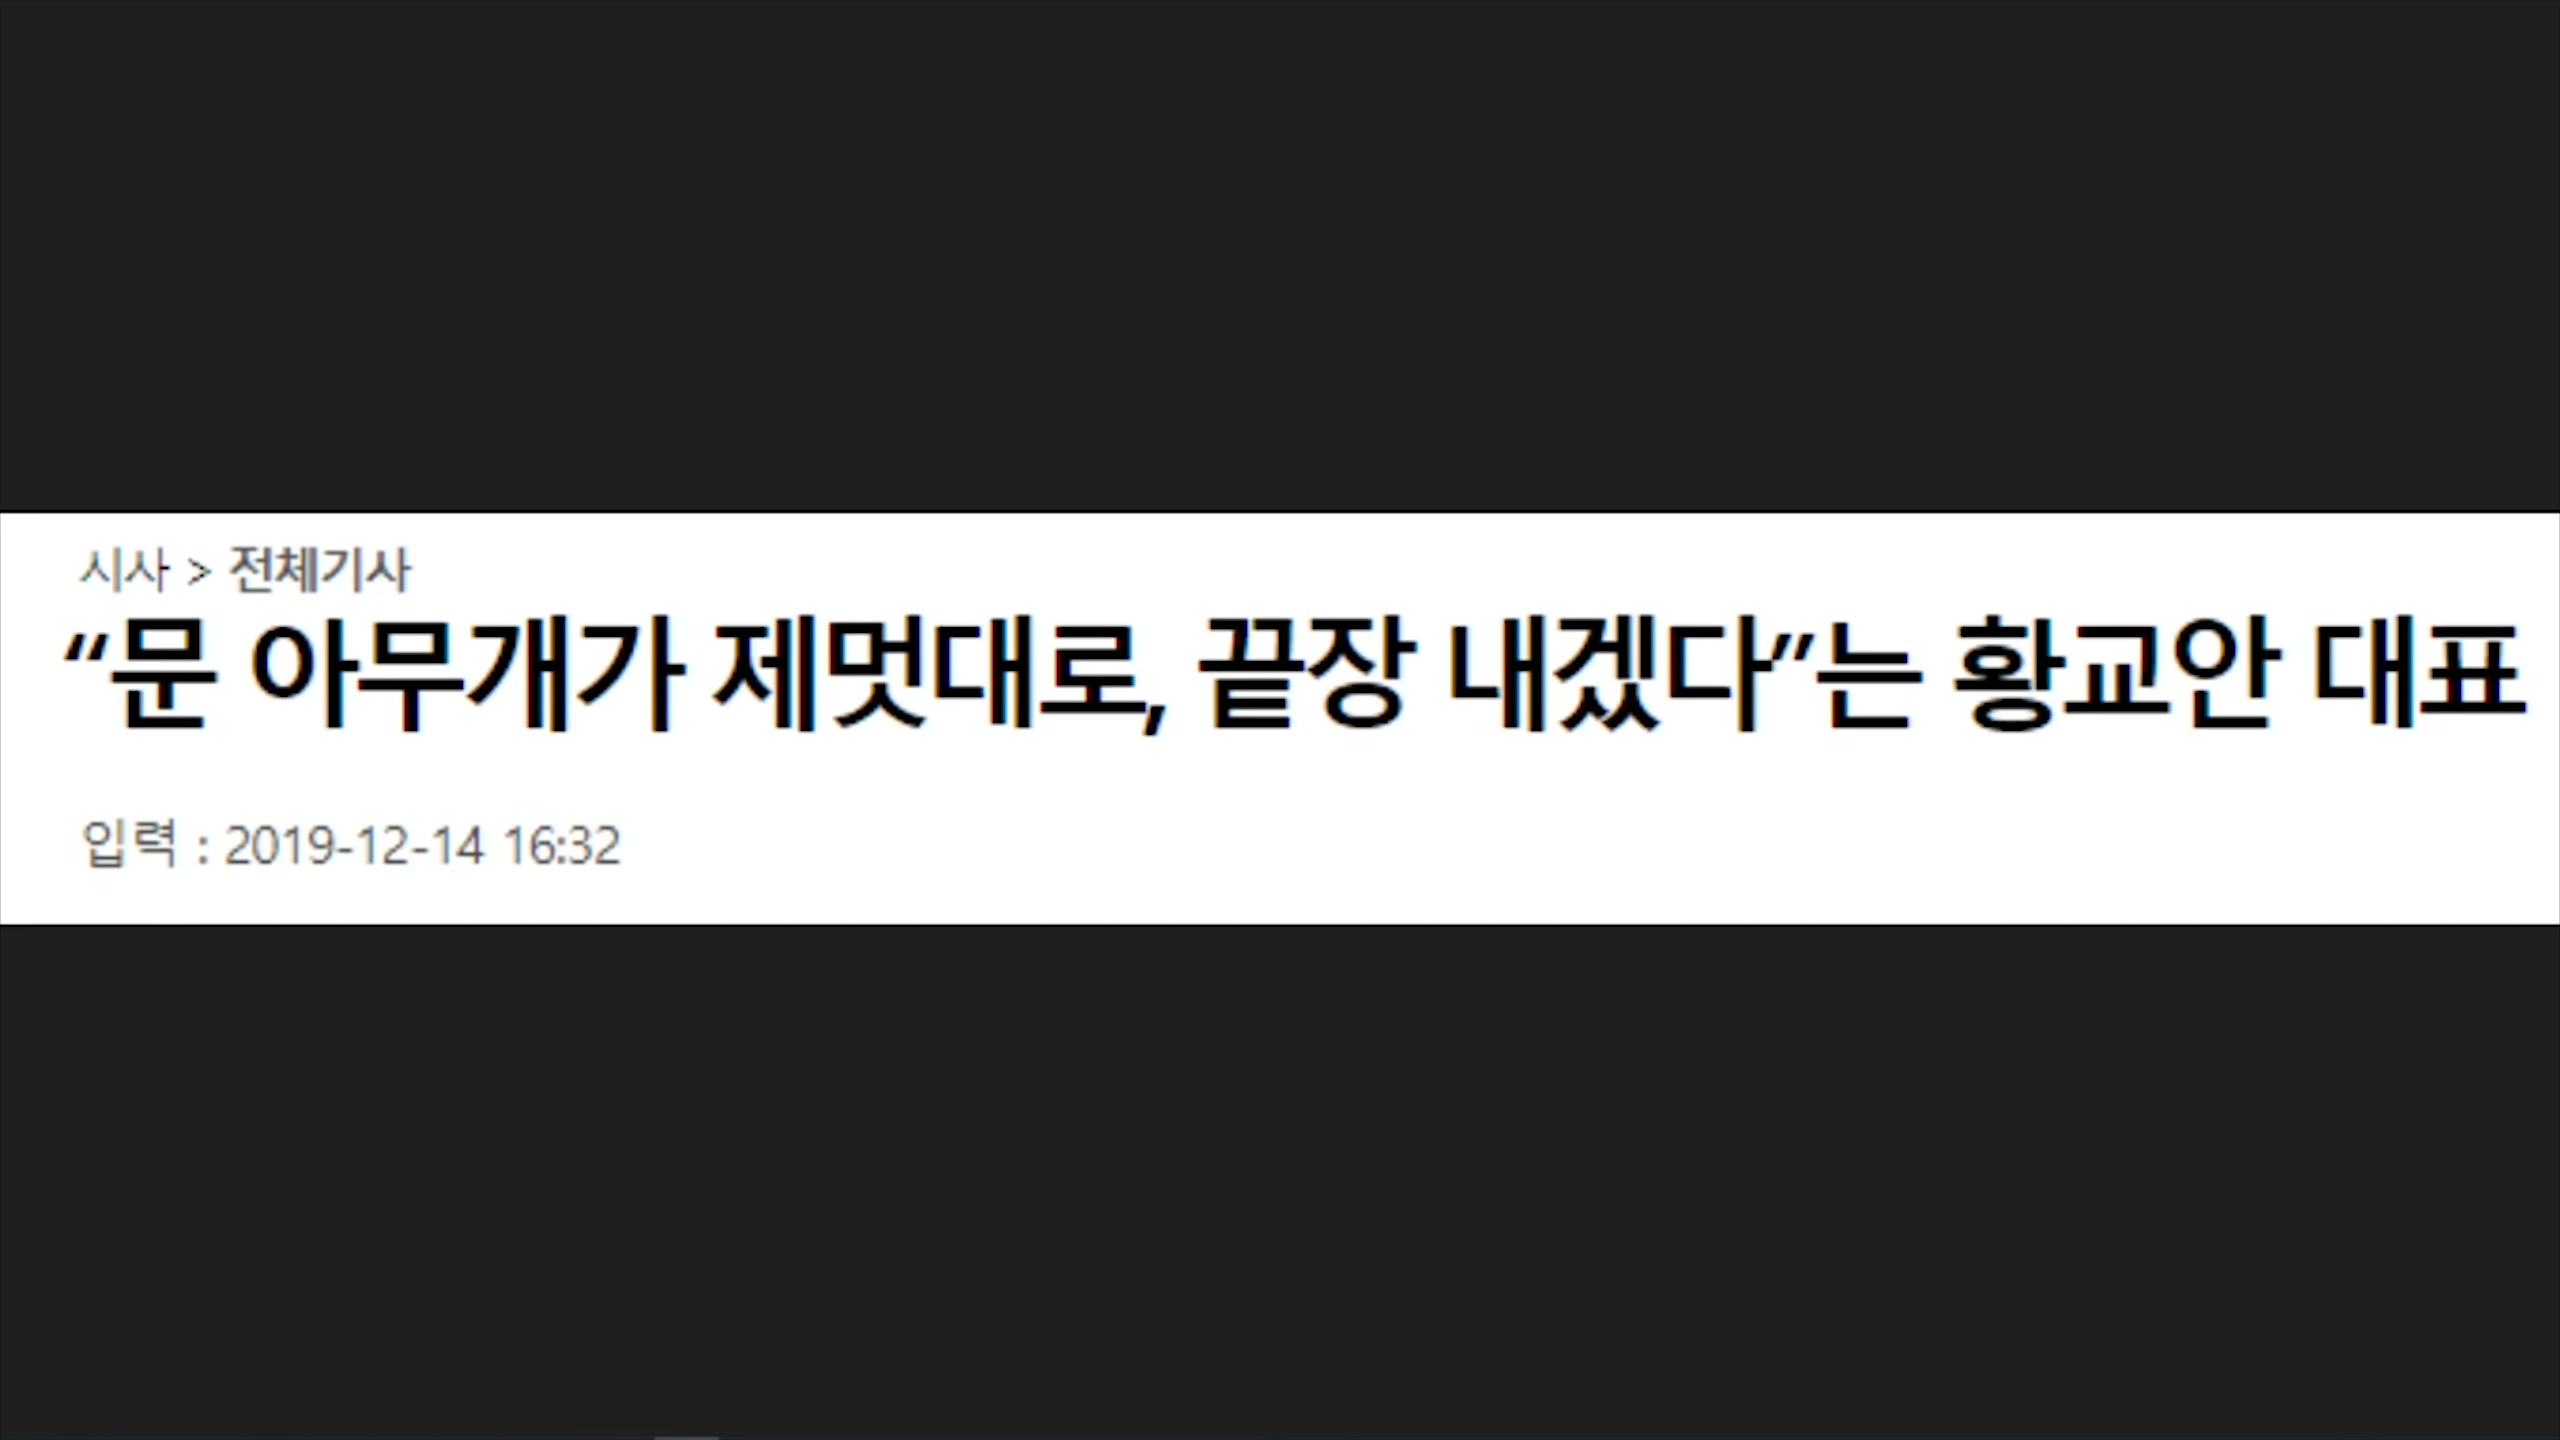 시사 > 전체기사
“문 아무개가 제멋대로, 끝장 내겠다”는 황교안 대표
입력 : 2019-12-14 16:32